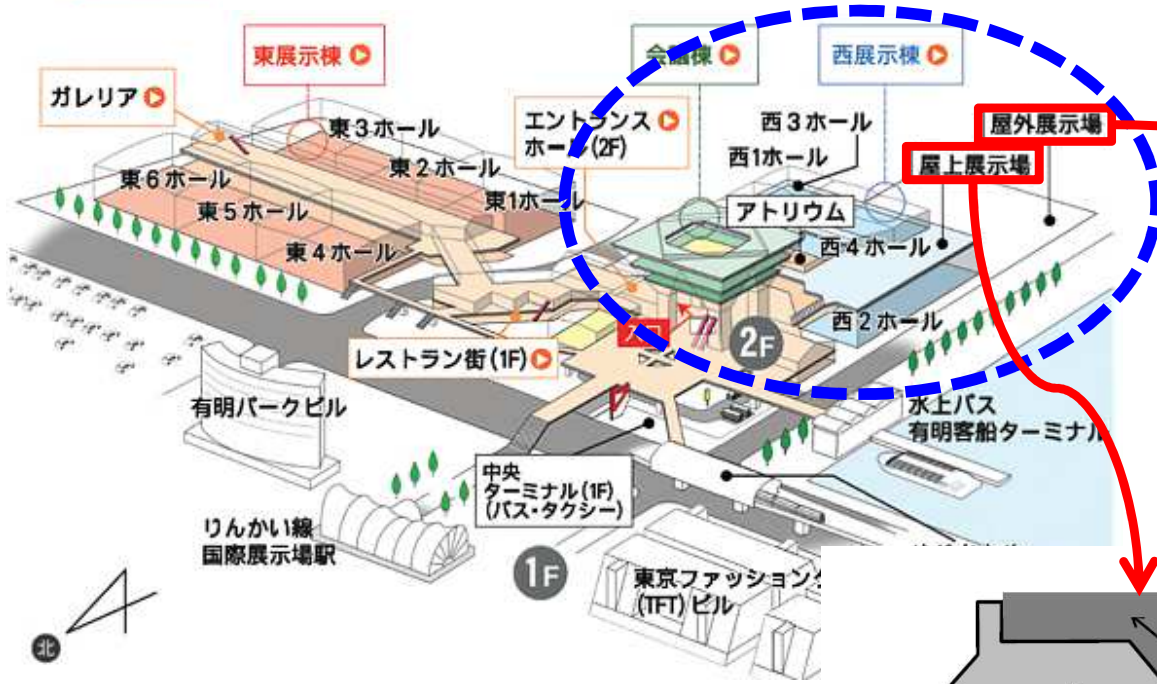 東展示棟
会議棟
西展示棟
ガレリア
東3ホール
エントランス
ホール(2F)
西3ホール
屋外展示場
東2ホール
西1ホール
屋上展示場
東6ホール
東1ホール
アトリウム
東5ホール
東4ホール
西4ホール
入口
2F
西2ホール
レストラン街(1F)
有明パークビル
水上バス
有明客船ターミナル
中央
ターミナル(1F)
(バス・タクシー)
りんかい線
国際展示場駅
1F
東京ファッション
(TFT)ビル
北